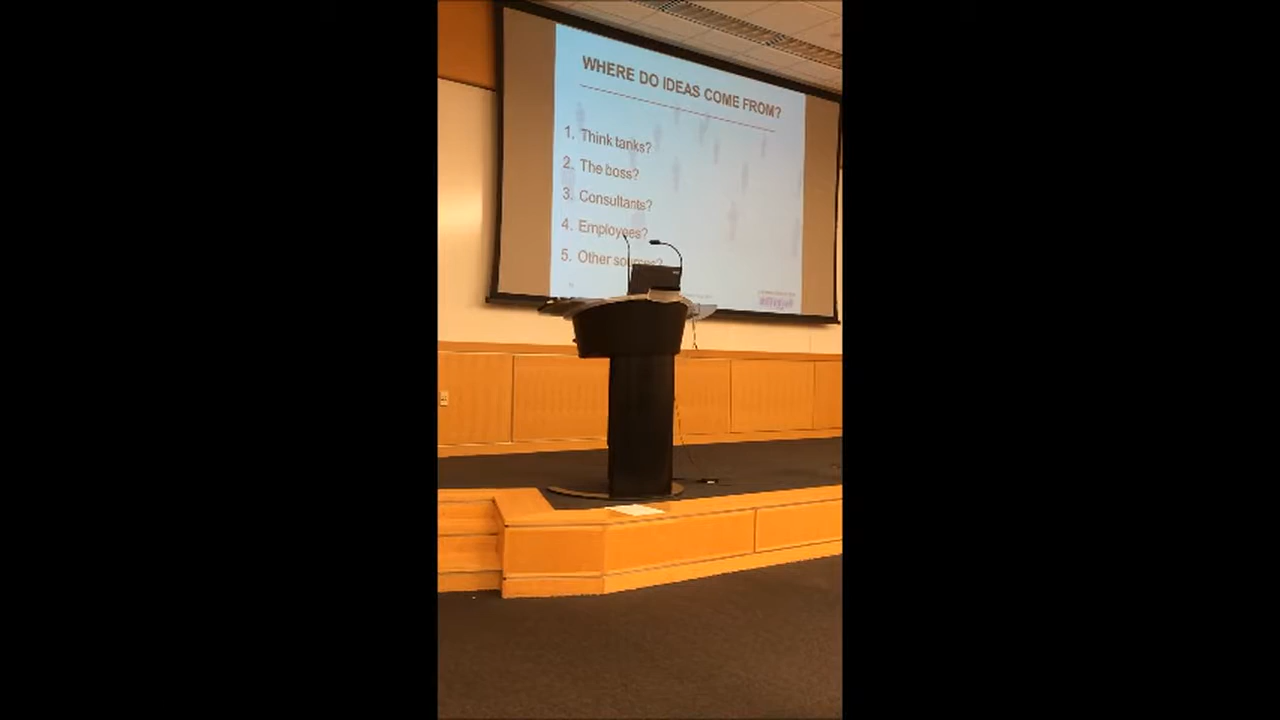 WHERE DO IDEAS COME FROM?
1. Think tanks?
2. The boss?
3. Consultants?
4. Employees?
5. Other sources?